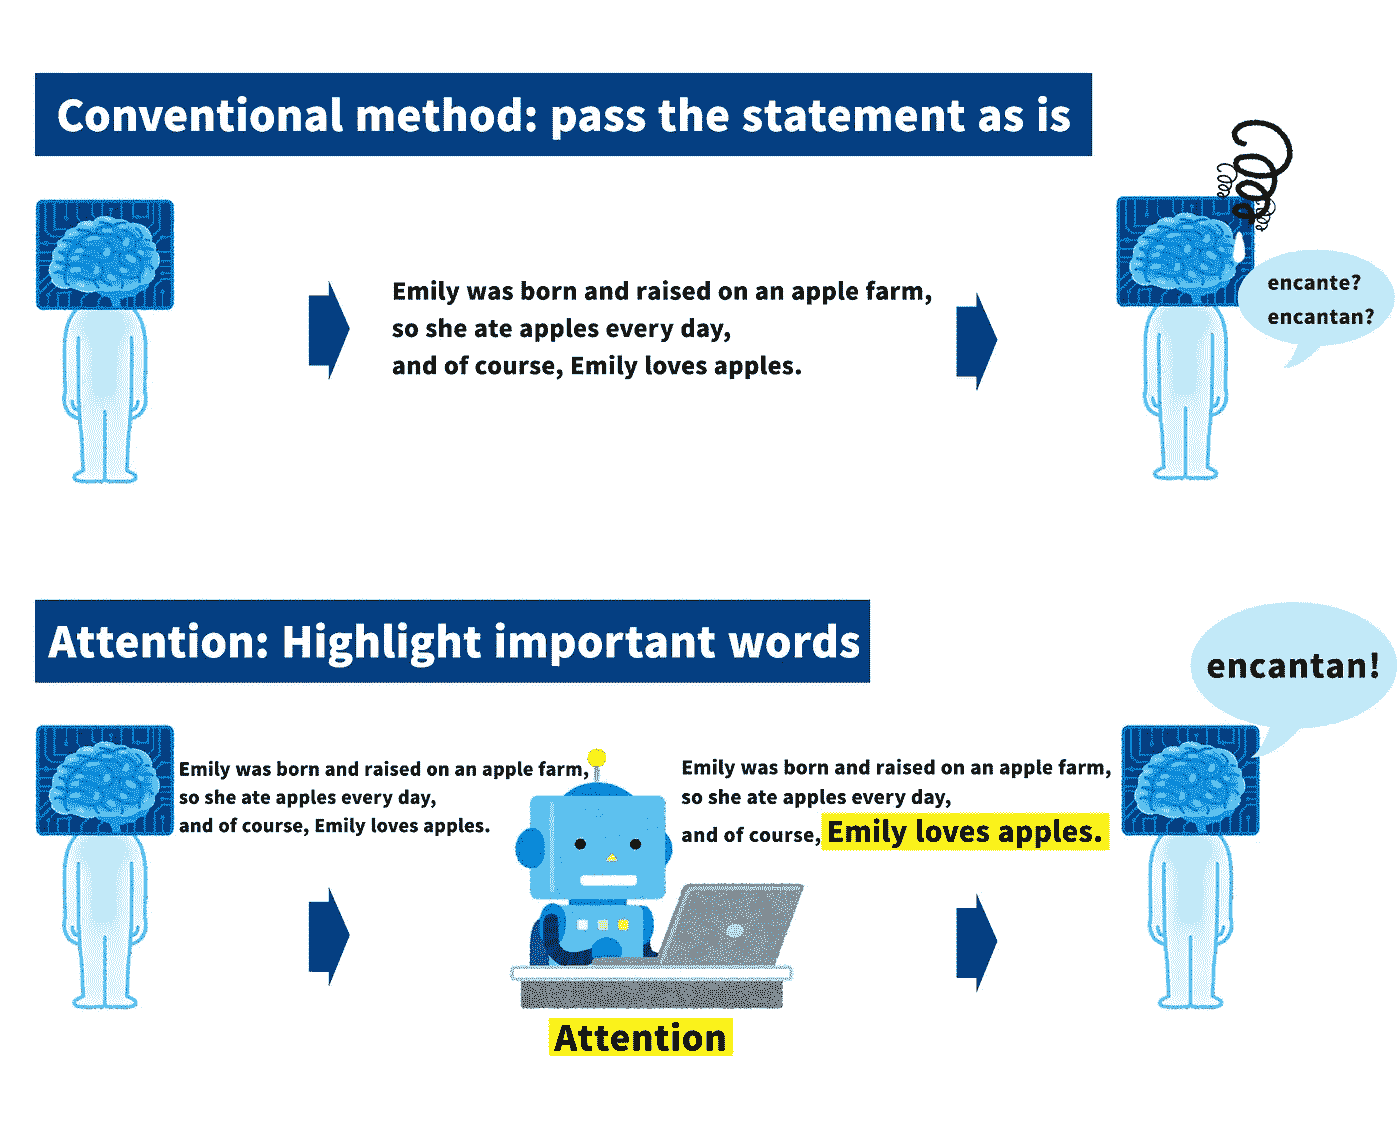 Conventional method: pass the statement as is
Emily was born and raised on an apple farm,
so she ate apples every day,
and of course, Emily loves apples.
encante?
encantan?
Attention: Highlight important words
encantan!
Emily was born and raised on an apple farm,
so she ate apples every day,
and of course, Emily loves apples.
Emily was born and raised on an apple farm,
so she ate apples every day,
and of course, Emily loves apples.
Attention